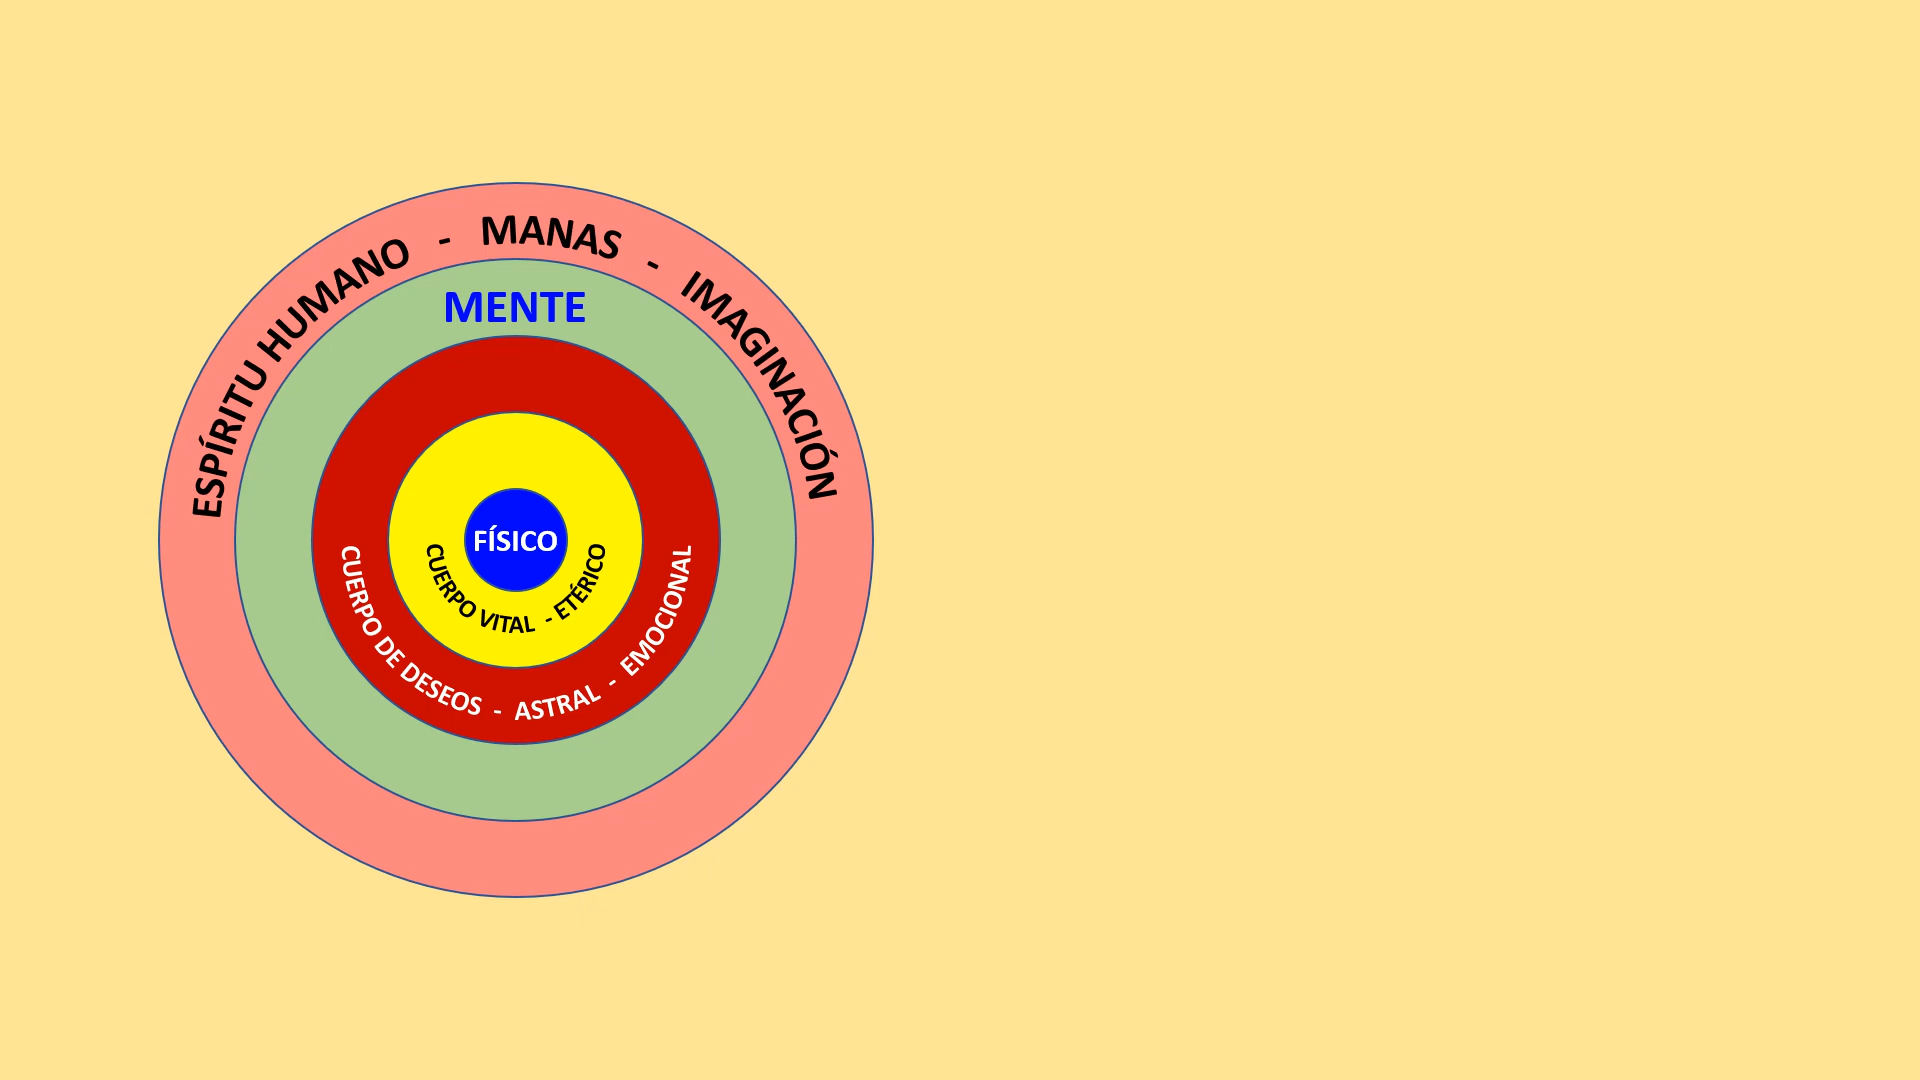 ESPÍRITU HUMANO - MANAS - IMAGINACIÓN
MENTE
FÍSICO
CUERPO VITAL - ETÉRICO
CUERPO DE DESEOS - ASTRAL - EMOCIONAL